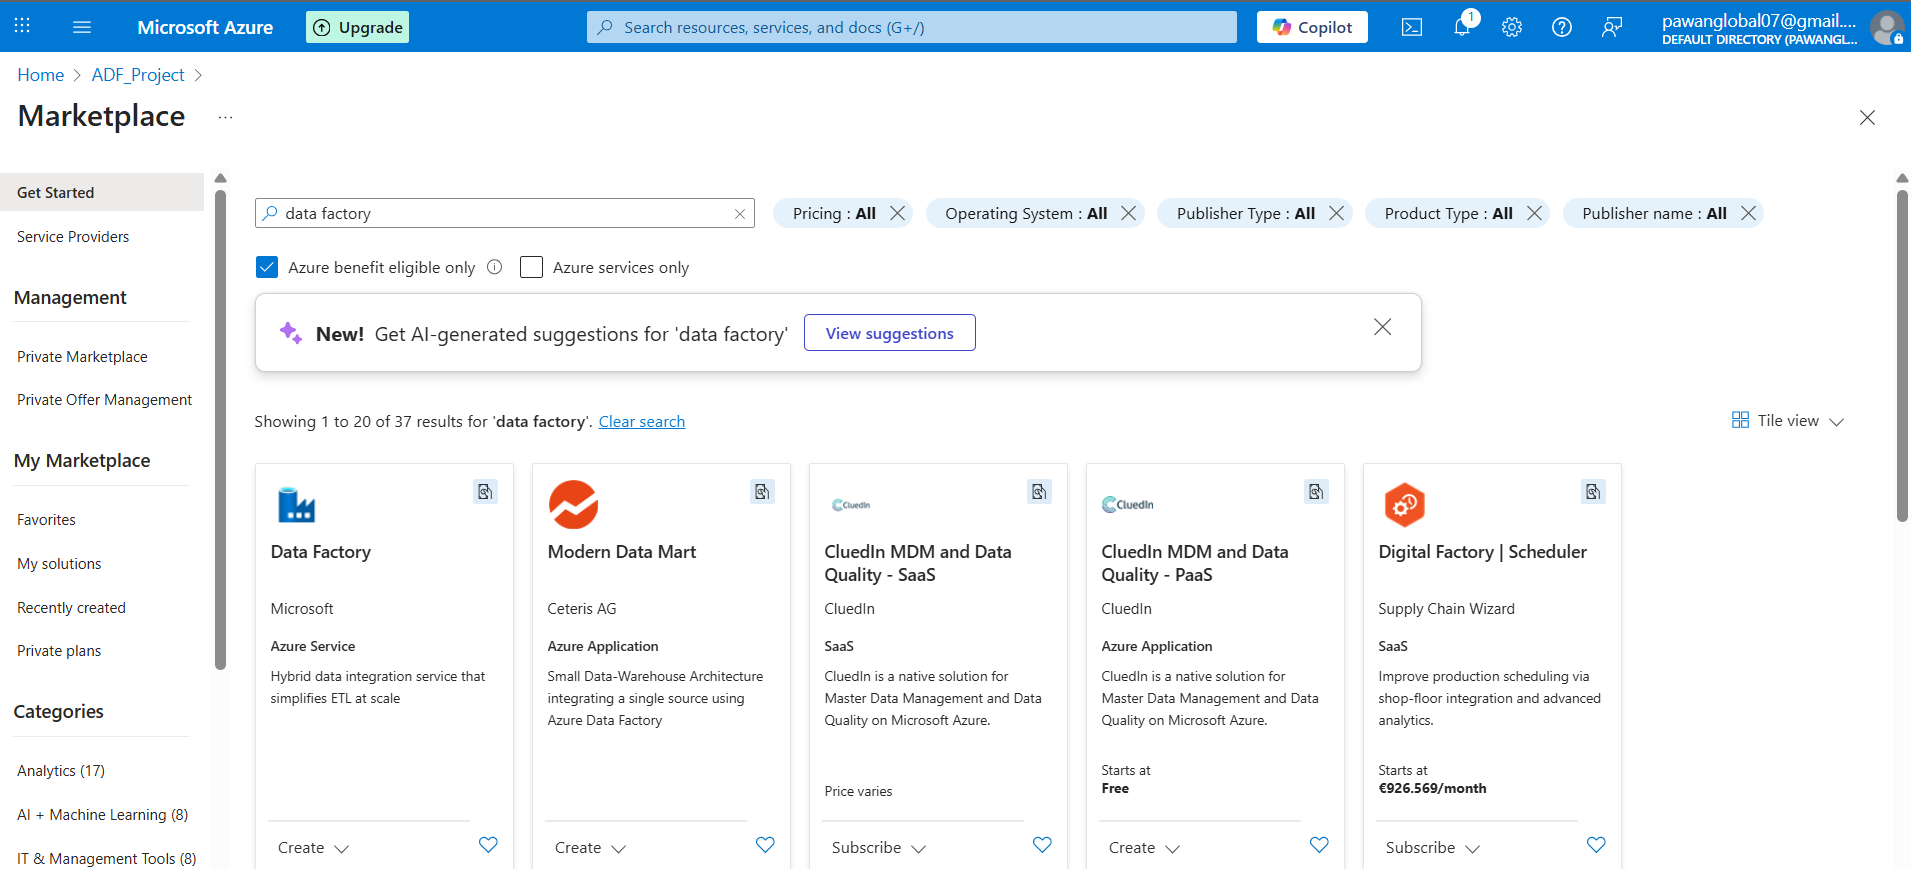 Microsoft Azure
Upgrade
Search resources, services, and docs (G+/)
Copilot
1
pawanglobal07@gmail....
DEFAULT DIRECTORY (PAWANGL...
Home > ADF_Project >
Marketplace ...
Get Started
Service Providers
Management
Private Marketplace
Private Offer Management
My Marketplace
Favorites
My solutions
Recently created
Private plans
Categories
Analytics (17)
AI + Machine Learning (8)
IT & Management Tools (8)
data factory
Pricing : All
Operating System : All
Publisher Type : All
Product Type : All
Publisher name : All
Azure benefit eligible only
Azure services only
New! Get AI-generated suggestions for 'data factory'
View suggestions
Showing 1 to 20 of 37 results for 'data factory'. Clear search
Tile view
Data Factory
Microsoft
Azure Service
Hybrid data integration service that
simplifies ETL at scale
Create
Modern Data Mart
Ceteris AG
Azure Application
Small Data-Warehouse Architecture
integrating a single source using
Azure Data Factory
Create
CluedIn
CluedIn MDM and Data
Quality - SaaS
CluedIn
SaaS
CluedIn is a native solution for
Master Data Management and Data
Quality on Microsoft Azure.
Price varies
Subscribe
CluedIn
CluedIn MDM and Data
Quality - PaaS
CluedIn
Azure Application
CluedIn is a native solution for
Master Data Management and Data
Quality on Microsoft Azure.
Starts at
Free
Create
Digital Factory | Scheduler
Supply Chain Wizard
SaaS
Improve production scheduling via
shop-floor integration and advanced
analytics.
Starts at
€926.569/month
Subscribe